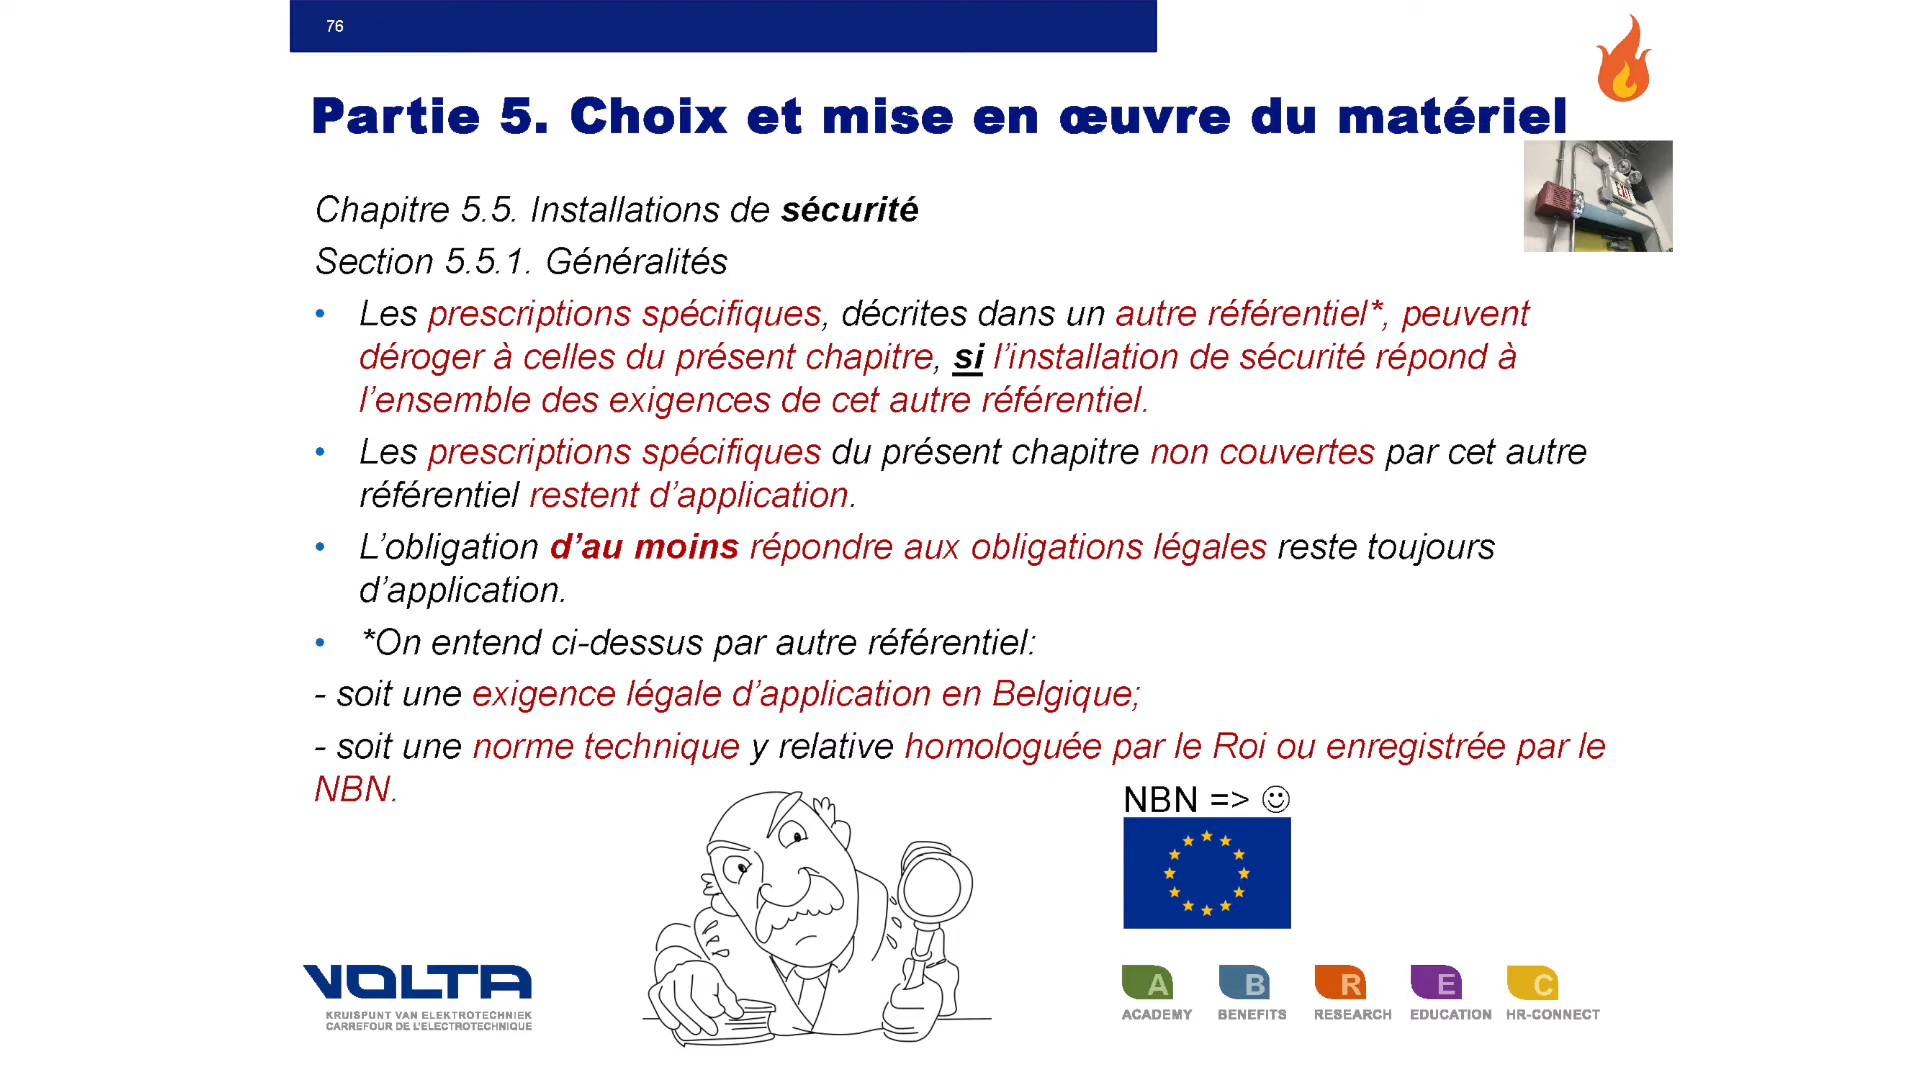 76
Partie 5. Choix et mise en œuvre du matériel
EXIT
Chapitre 5.5. Installations de sécurité
Section 5.5.1. Généralités
• Les prescriptions spécifiques, décrites dans un autre référentiel*, peuvent
déroger à celles du présent chapitre, si l’installation de sécurité répond à
l’ensemble des exigences de cet autre référentiel.
• Les prescriptions spécifiques du présent chapitre non couvertes par cet autre
référentiel restent d’application.
• L’obligation d’au moins répondre aux obligations légales reste toujours
d’application.
• *On entend ci-dessus par autre référentiel:
- soit une exigence légale d’application en Belgique;
- soit une norme technique y relative homologuée par le Roi ou enregistrée par le
NBN.
NBN => ☺
VOLTA
KRUISPUNT VAN ELEKTROTECHNIEK
CARREFOUR DE L'ELECTROTECHNIQUE
A B R E C
ACADEMY BENEFITS RESEARCH EDUCATION HR-CONNECT